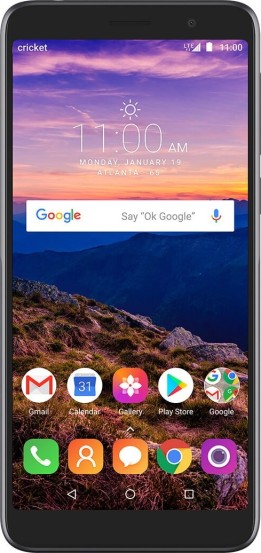 cricket LTE 11:00
11:00 AM
MONDAY, JANUARY 19
ATLANTA 68°
Google Say "Ok Google"
31
Gmail Calendar Gallery Play Store Google